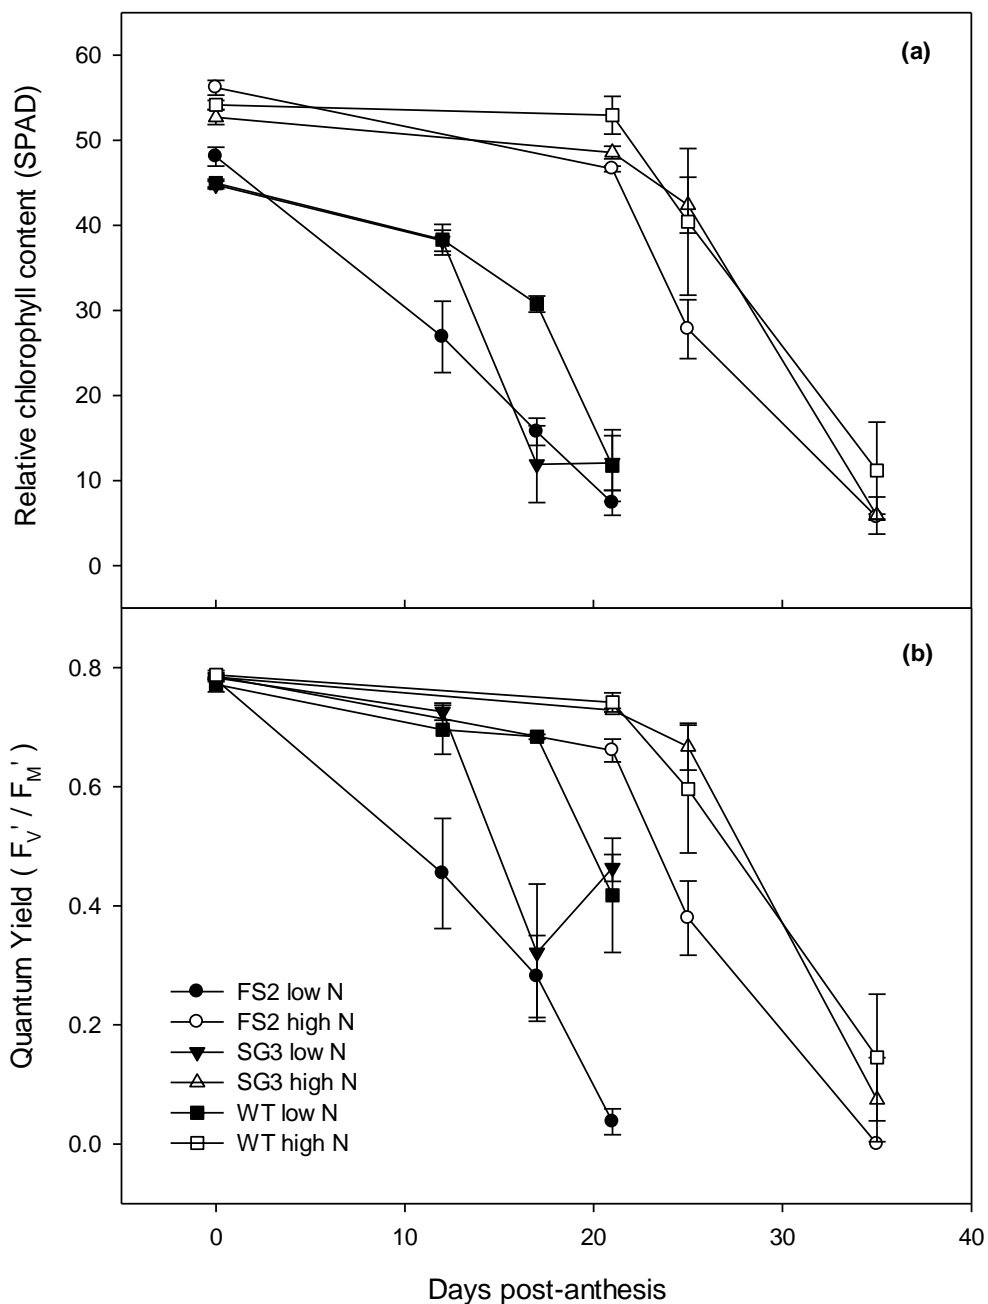 (a)
Relative chlorophyll content (SPAD)
60
50
40
30
20
10
0
(b)
Quantum Yield ( FV' / FM' )
0.8
0.6
0.4
0.2
0.0
FS2 low N
FS2 high N
SG3 low N
SG3 high N
WT low N
WT high N
0 10 20 30 40
Days post-anthesis